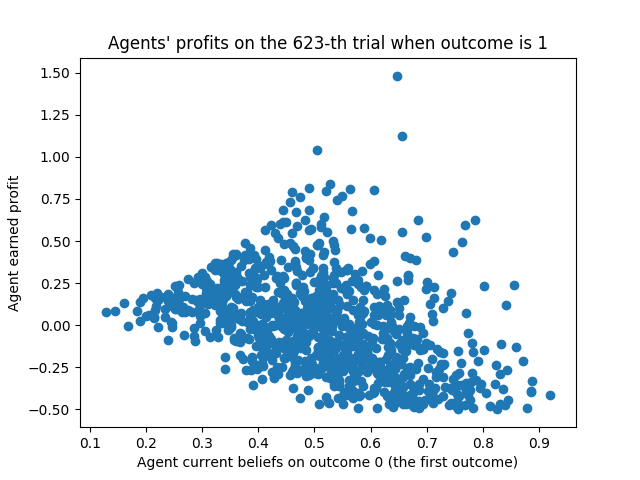 Agents' profits on the 623-th trial when outcome is 1
1.50
1.25
1.00
0.75
0.50
0.25
0.00
−0.25
−0.50
Agent earned profit
0.1 0.2 0.3 0.4 0.5 0.6 0.7 0.8 0.9
Agent current beliefs on outcome 0 (the first outcome)